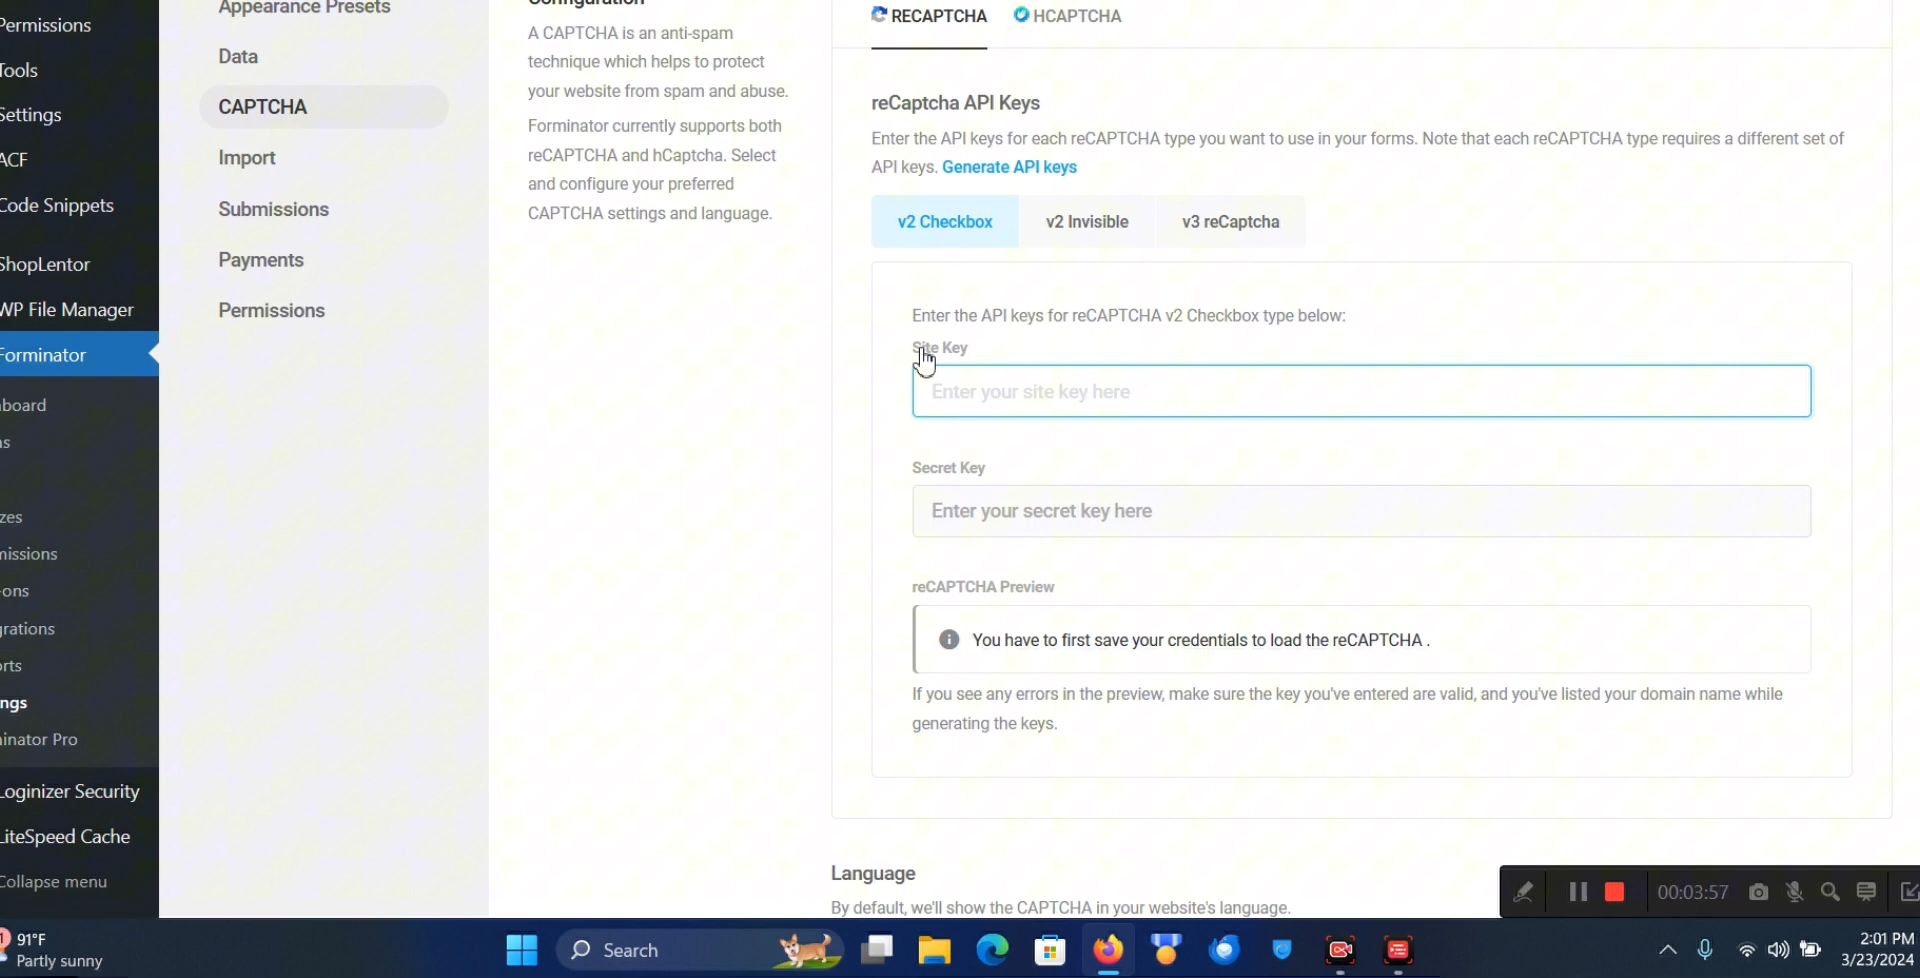 Permissions
Tools
Settings
ACF
Code Snippets
ShopLentor
WP File Manager
Forminator
board
ns
zes
missions
-ons
grations
orts
ngs
inator Pro
Loginizer Security
LiteSpeed Cache
Collapse menu
Appearance Presets
Data
CAPTCHA
Import
Submissions
Payments
Permissions
Configuration
A CAPTCHA is an anti-spam
technique which helps to protect
your website from spam and abuse.
Forminator currently supports both
reCAPTCHA and hCaptcha. Select
and configure your preferred
CAPTCHA settings and language.
RECAPTCHA HCAPTCHA
reCaptcha API Keys
Enter the API keys for each reCAPTCHA type you want to use in your forms. Note that each reCAPTCHA type requires a different set of
API keys. Generate API keys
v2 Checkbox v2 Invisible v3 reCaptcha
Enter the API keys for reCAPTCHA v2 Checkbox type below:
Site Key
Enter your site key here
Secret Key
Enter your secret key here
reCAPTCHA Preview
You have to first save your credentials to load the reCAPTCHA .
If you see any errors in the preview, make sure the key you've entered are valid, and you've listed your domain name while
generating the keys.
Language
By default, we'll show the CAPTCHA in your website's language.
00:03:57
1
91°F
Partly sunny
Search
2:01 PM
3/23/2024